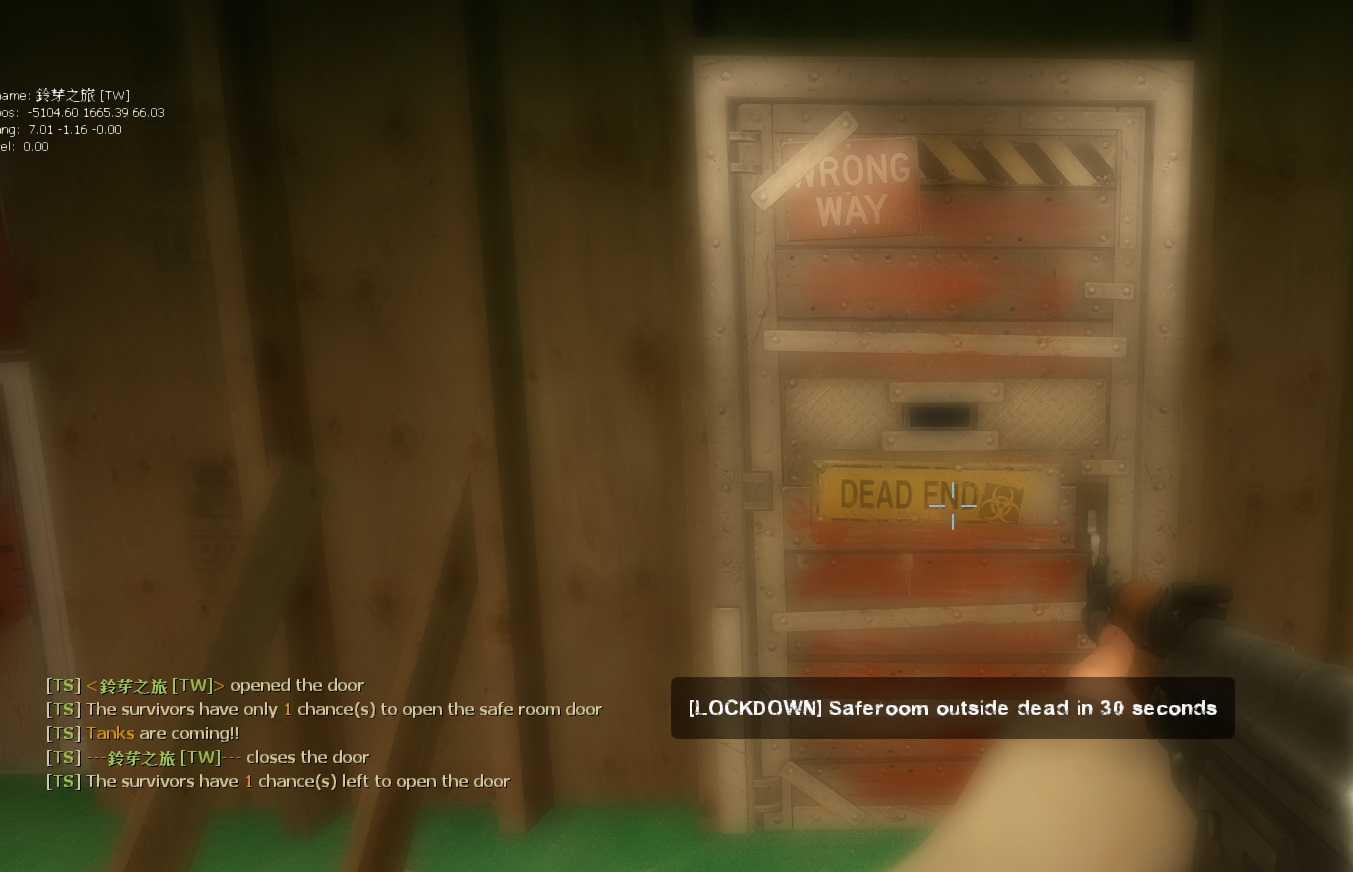 ame: 鈴芽之旅 [TW]
os: -5104.60 1665.39 66.03
ng: 7.01 -1.16 -0.00
el: 0.00
WRONG
WAY
DEAD END
[TS] <鈴芽之旅 [TW]> opened the door
[TS] The survivors have only 1 chance(s) to open the safe room door
[TS] Tanks are coming!!
[TS] ---鈴芽之旅 [TW]--- closes the door
[TS] The survivors have 1 chance(s) left to open the door
[LOCKDOWN] Saferoom outside dead in 30 seconds